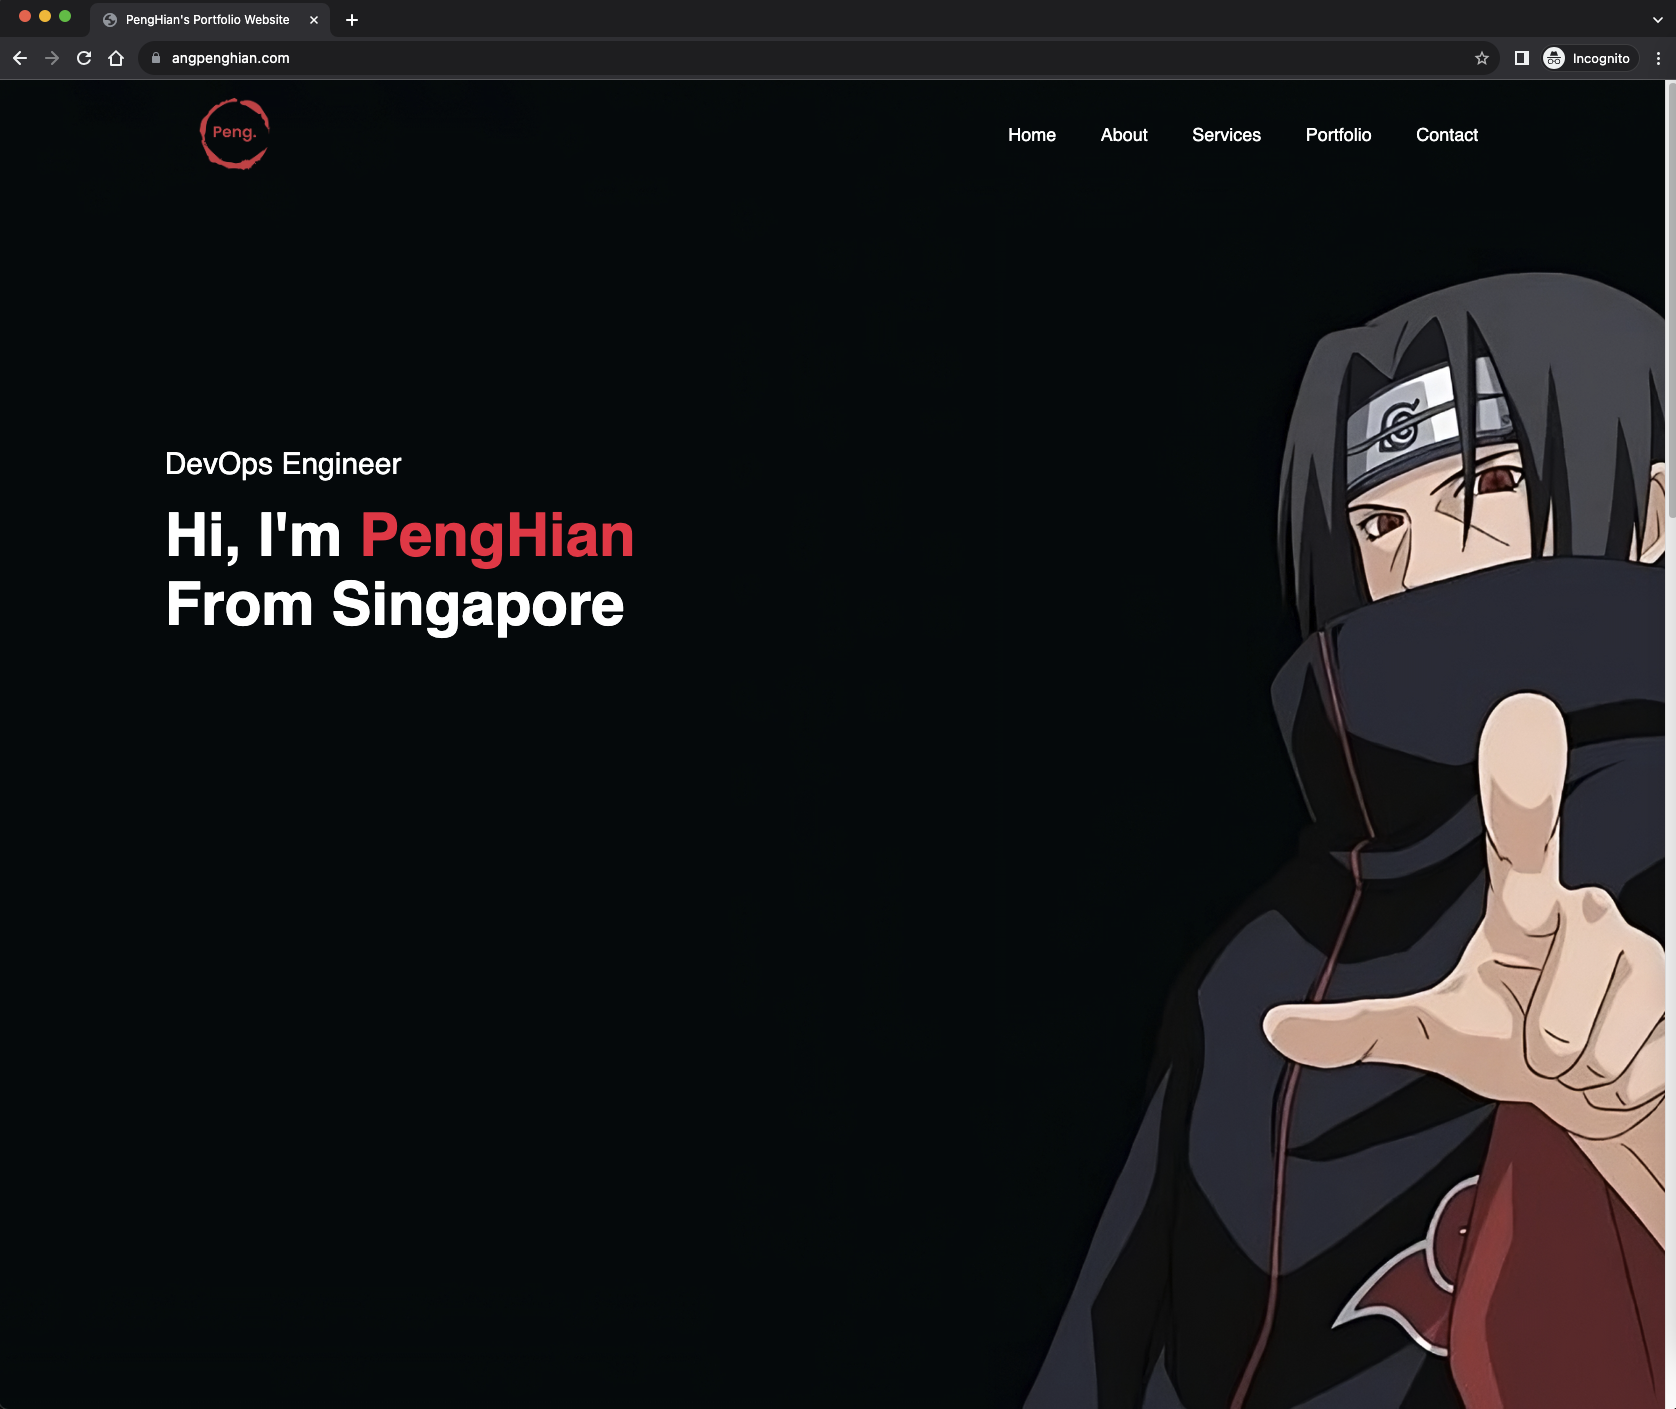 PengHian's Portfolio Website
angpenghian.com
Incognito
Peng.
Home About Services Portfolio Contact
DevOps Engineer
Hi, I'm PengHian
From Singapore